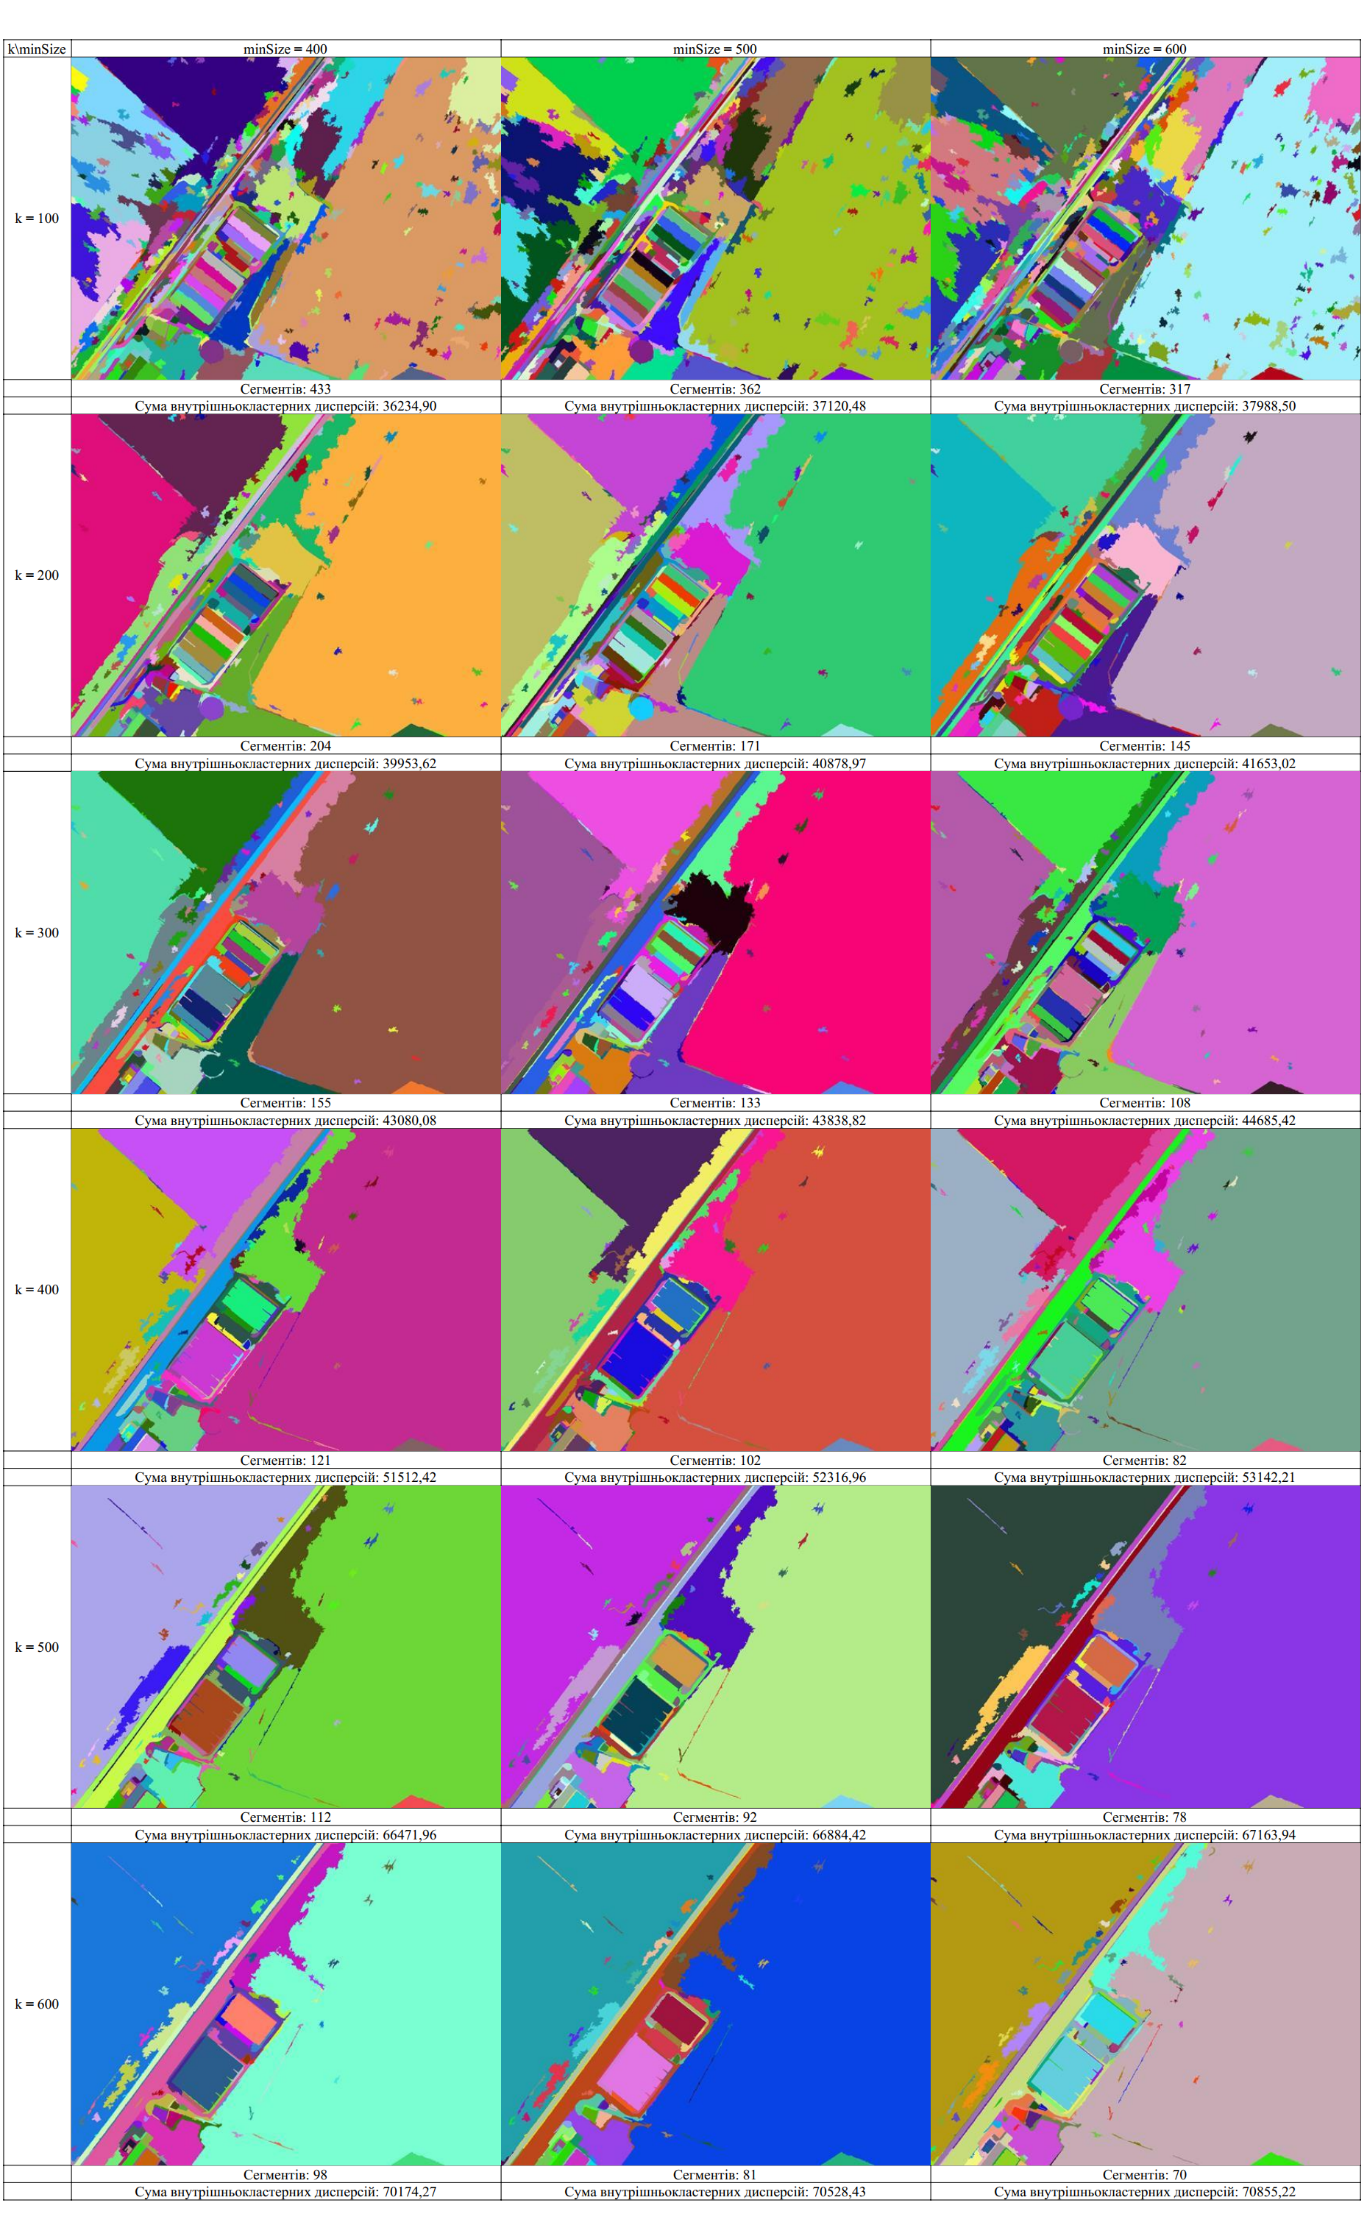 k\minSize minSize = 400 minSize = 500 minSize = 600
k = 100
Сегментів: 433 Сегментів: 362 Сегментів: 317
Сума внутрішньокластерних дисперсій: 36234,90 Сума внутрішньокластерних дисперсій: 37120,48 Сума внутрішньокластерних дисперсій: 37988,50
k = 200
Сегментів: 204 Сегментів: 171 Сегментів: 145
Сума внутрішньокластерних дисперсій: 39953,62 Сума внутрішньокластерних дисперсій: 40878,97 Сума внутрішньокластерних дисперсій: 41653,02
k = 300
Сегментів: 155 Сегментів: 133 Сегментів: 108
Сума внутрішньокластерних дисперсій: 43080,08 Сума внутрішньокластерних дисперсій: 43838,82 Сума внутрішньокластерних дисперсій: 44685,42
k = 400
Сегментів: 121 Сегментів: 102 Сегментів: 82
Сума внутрішньокластерних дисперсій: 51512,42 Сума внутрішньокластерних дисперсій: 52316,96 Сума внутрішньокластерних дисперсій: 53142,21
k = 500
Сегментів: 112 Сегментів: 92 Сегментів: 78
Сума внутрішньокластерних дисперсій: 66471,96 Сума внутрішньокластерних дисперсій: 66884,42 Сума внутрішньокластерних дисперсій: 67163,94
k = 600
Сегментів: 98 Сегментів: 81 Сегментів: 70
Сума внутрішньокластерних дисперсій: 70174,27 Сума внутрішньокластерних дисперсій: 70528,43 Сума внутрішньокластерних дисперсій: 70855,22